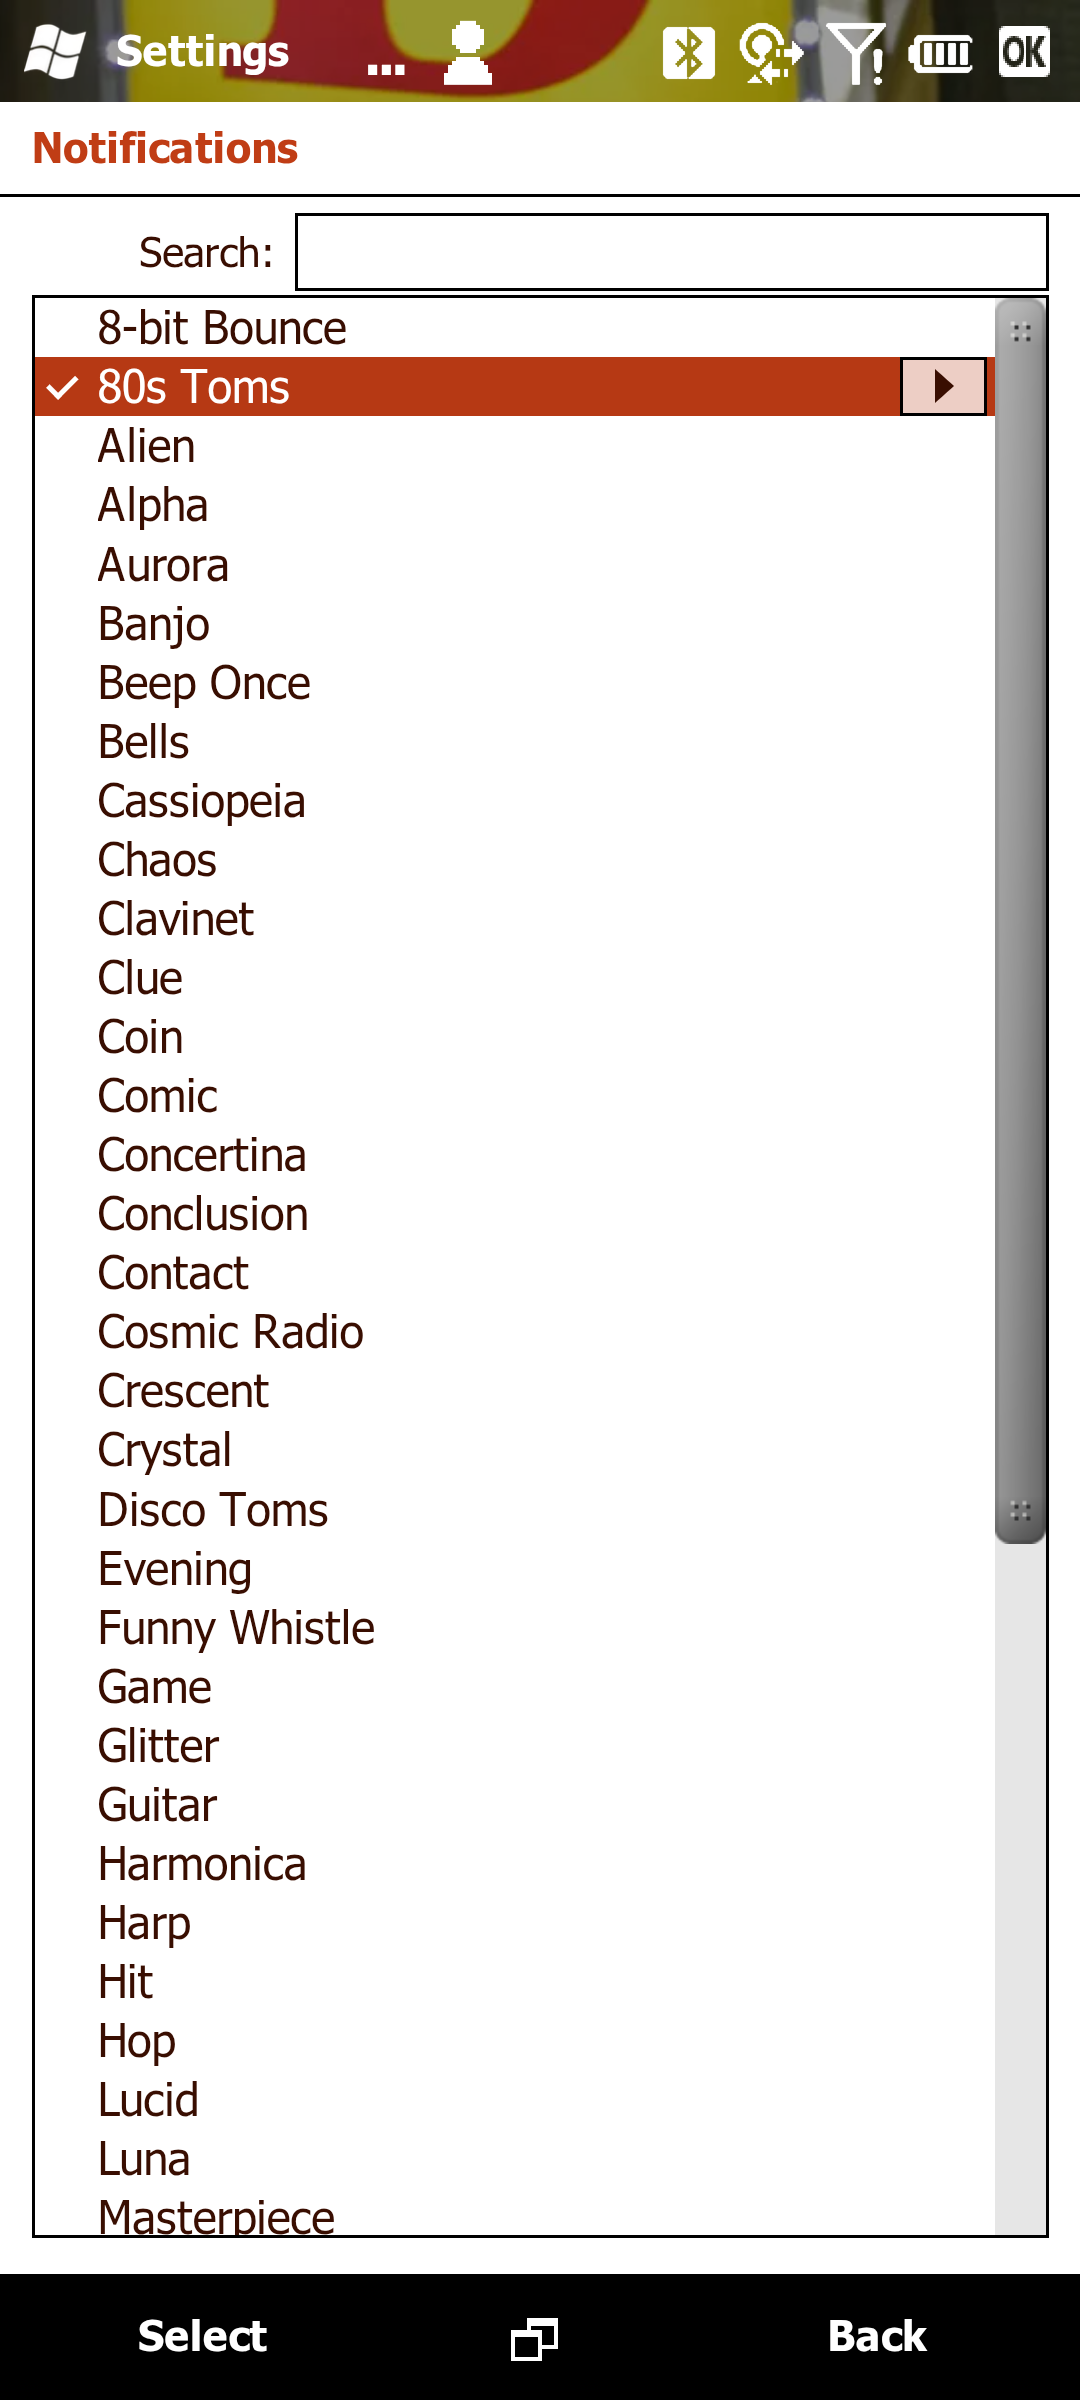 Settings ... OK
Notifications
Search:
8-bit Bounce
80s Toms
Alien
Alpha
Aurora
Banjo
Beep Once
Bells
Cassiopeia
Chaos
Clavinet
Clue
Coin
Comic
Concertina
Conclusion
Contact
Cosmic Radio
Crescent
Crystal
Disco Toms
Evening
Funny Whistle
Game
Glitter
Guitar
Harmonica
Harp
Hit
Hop
Lucid
Luna
Masterpiece
Select Back